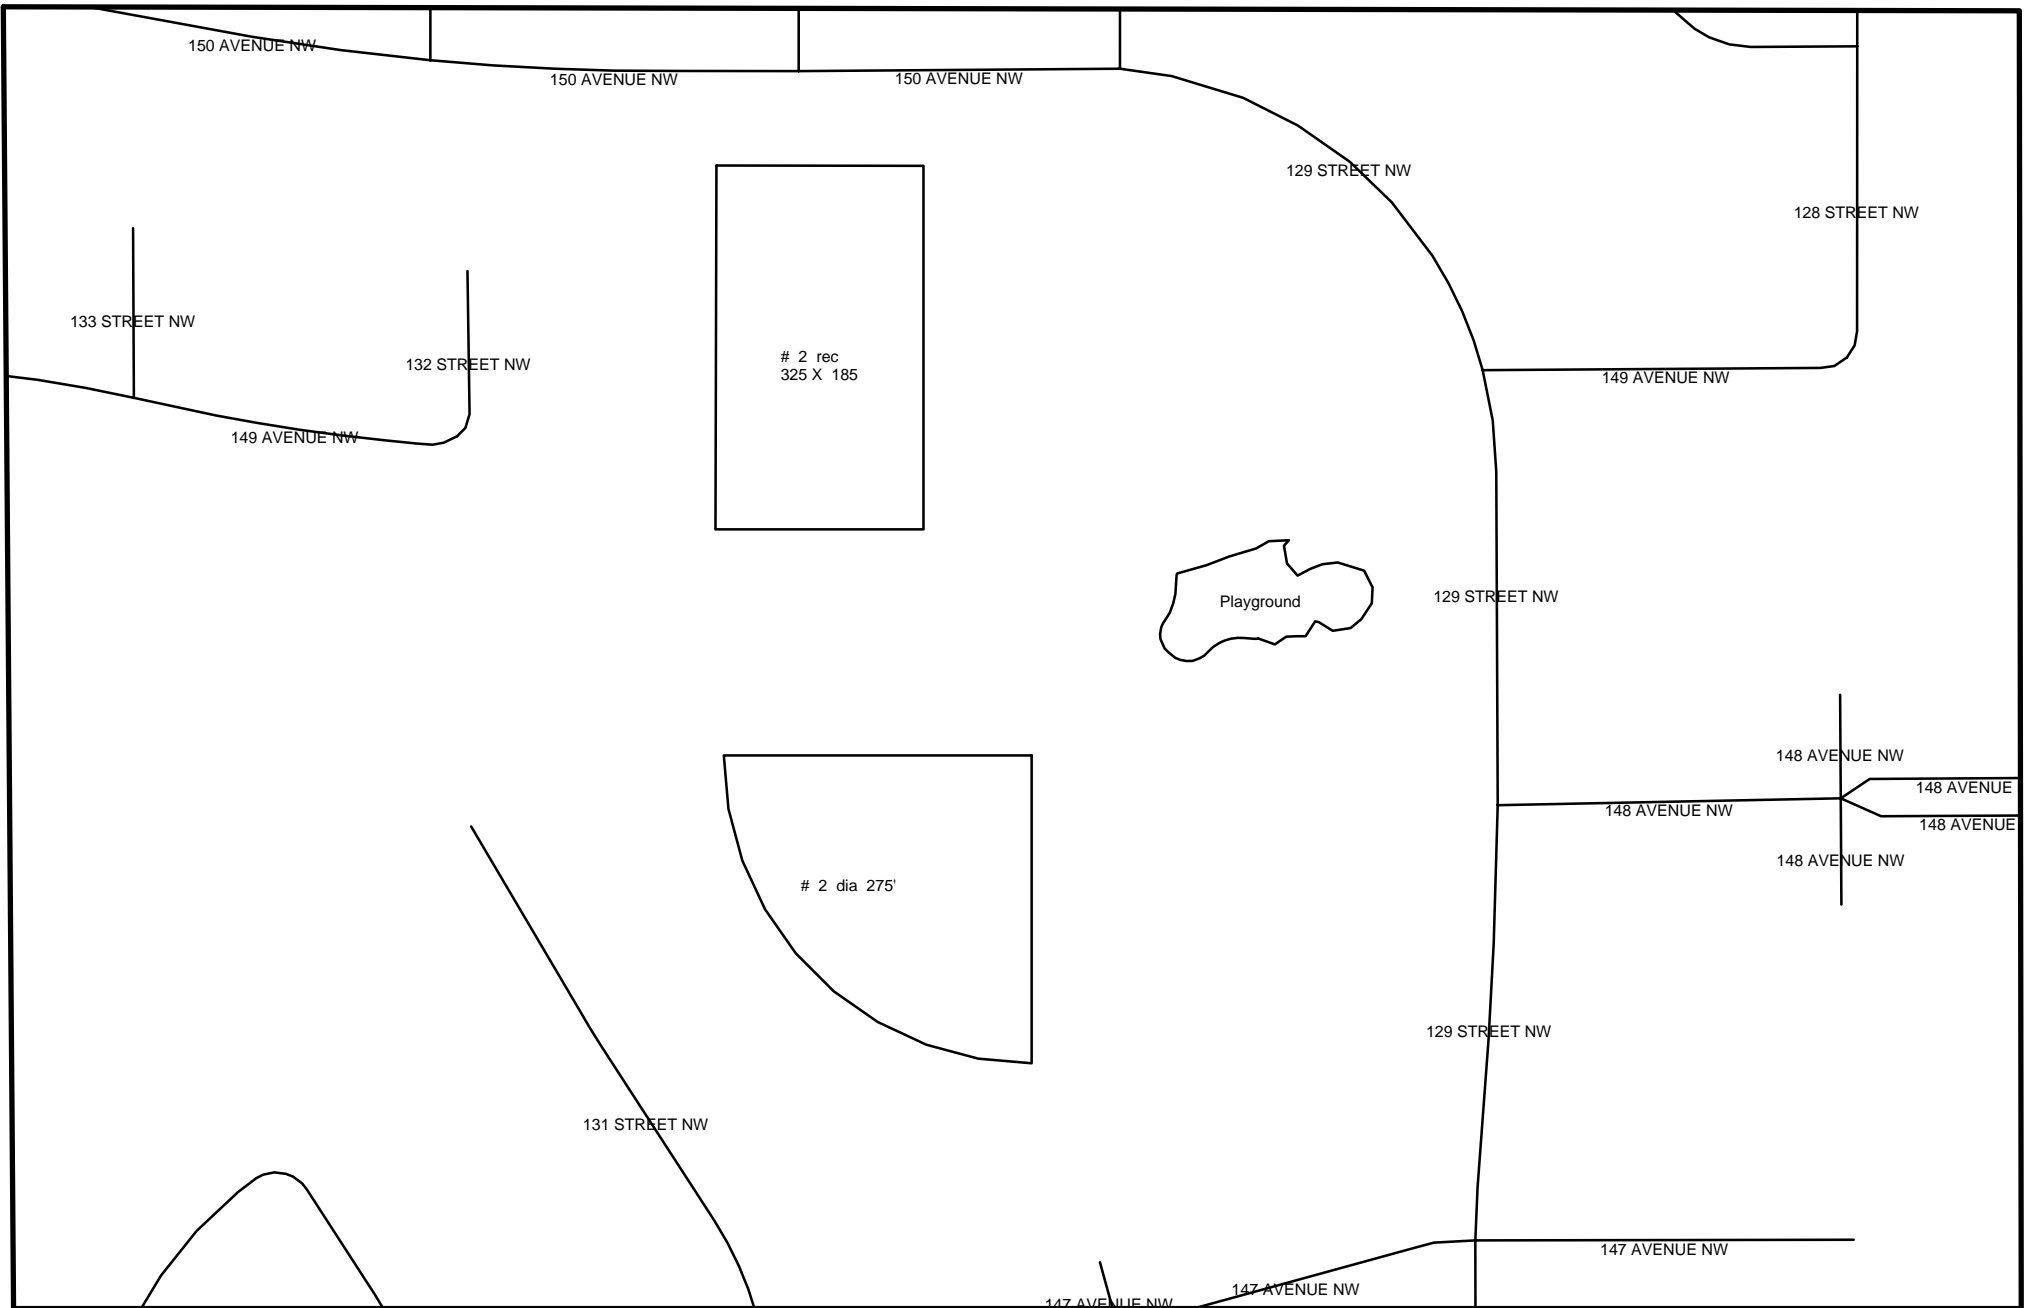 150 AVENUE NW
150 AVENUE NW
150 AVENUE NW
129 STREET NW
128 STREET NW
133 STREET NW
132 STREET NW
# 2 rec
325 X 185
149 AVENUE NW
149 AVENUE NW
Playground
129 STREET NW
148 AVENUE NW
148 AVENUE
148 AVENUE NW
148 AVENUE
148 AVENUE NW
# 2 dia 275'
129 STREET NW
131 STREET NW
147 AVENUE NW
147 AVENUE NW
147 AVENUE NW